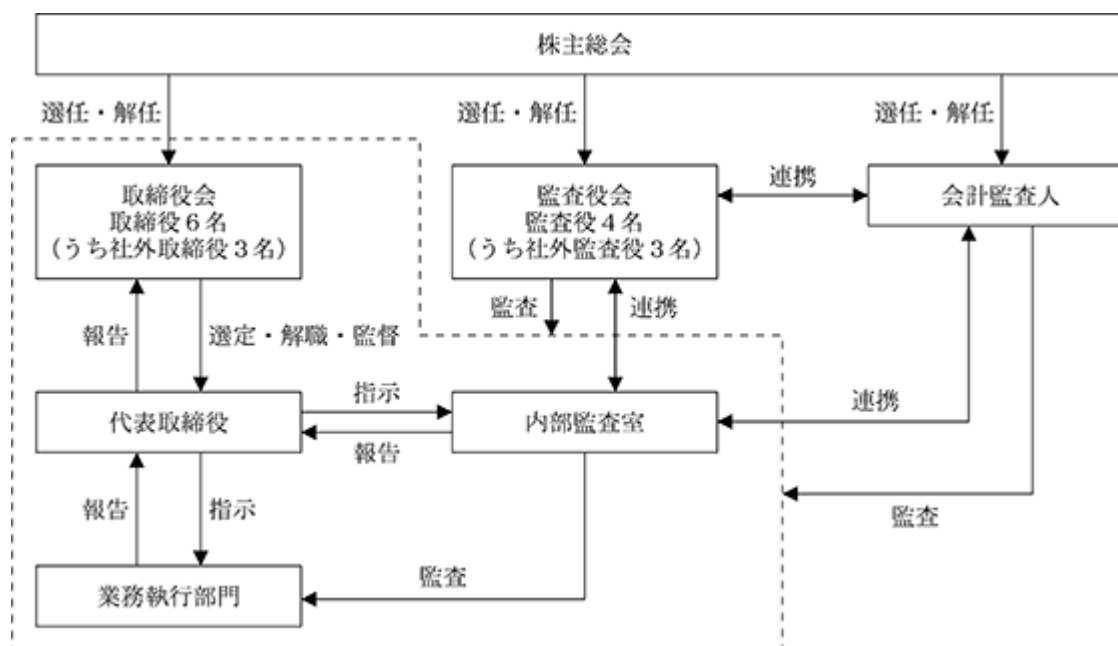 株主総会
選任・解任
選任・解任
選任・解任
取締役会
取締役6名
(うち社外取締役3名)
監査役会
監査役4名
(うち社外監査役3名)
連携
会計監査人
報告
選定・解職・監督
監査
連携
代表取締役
指示
報告
内部監査室
連携
報告
指示
監査
業務執行部門
監査